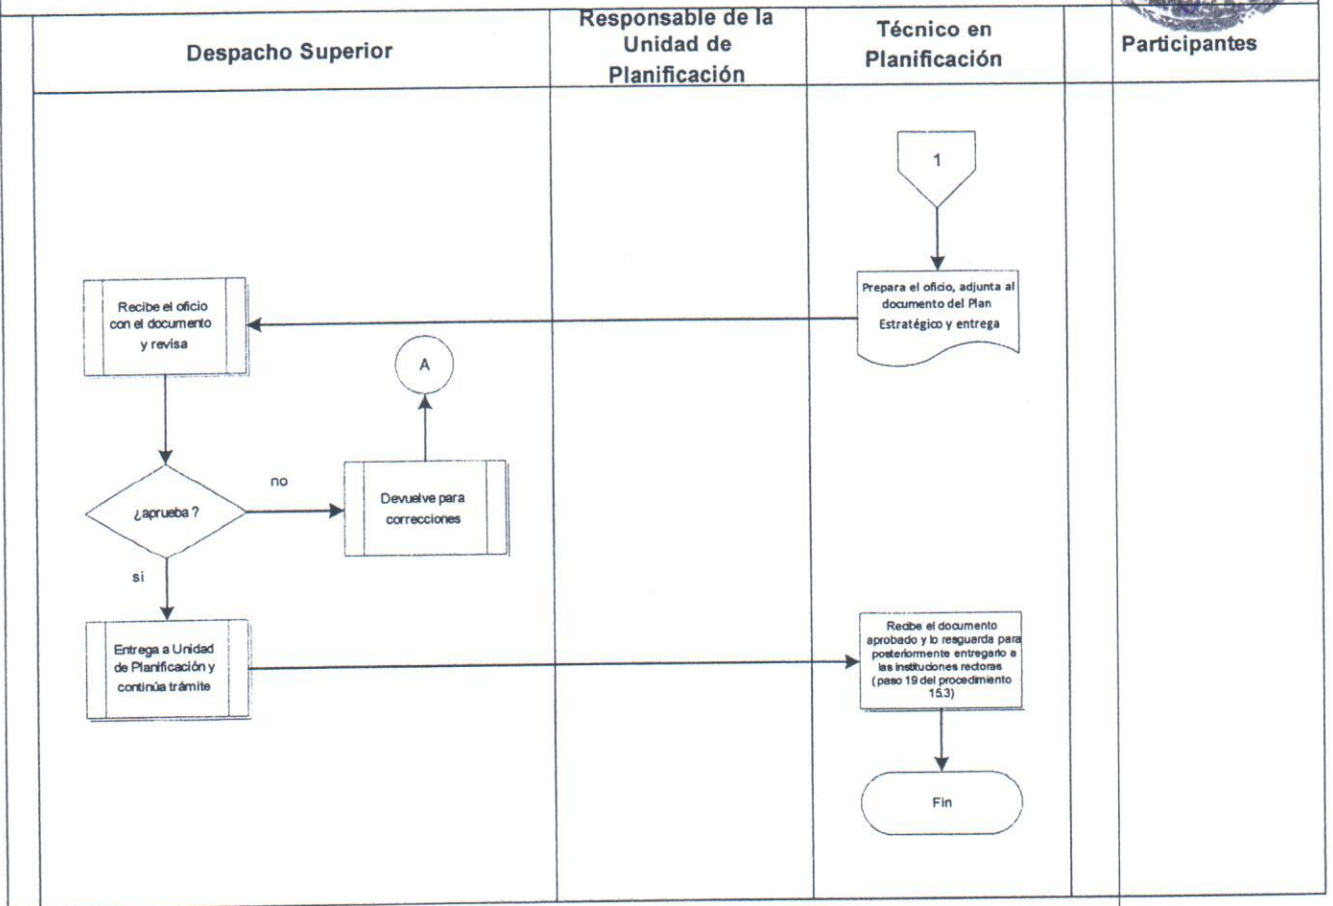 Despacho Superior
Responsable de la
Unidad de
Planificación
Técnico en
Planificación
Participantes
1
Prepara el oficio, adjunta al
documento del Plan
Estratégico y entrega
Recibe el oficio
con el documento
y revisa
A
¿aprueba?
no
Devuelve para
correcciones
si
Entrega a Unidad
de Planificación y
continúa trámite
Recibe el documento
aprobado y lo resguarda para
posteriormente entregarlo a
las instituciones rectoras
(paso 19 del procedimiento
15.3)
Fin